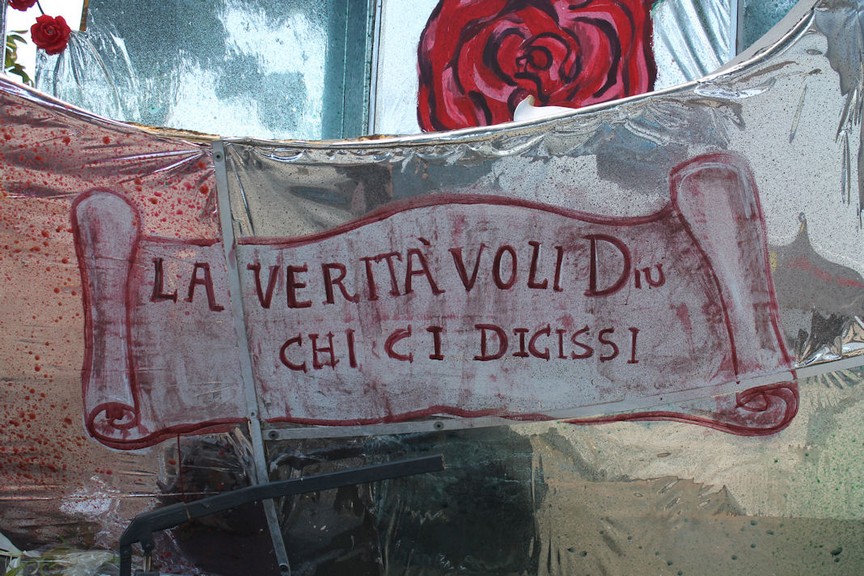 LA VERITÀ VOLI DIU
CHI CI DICISSI